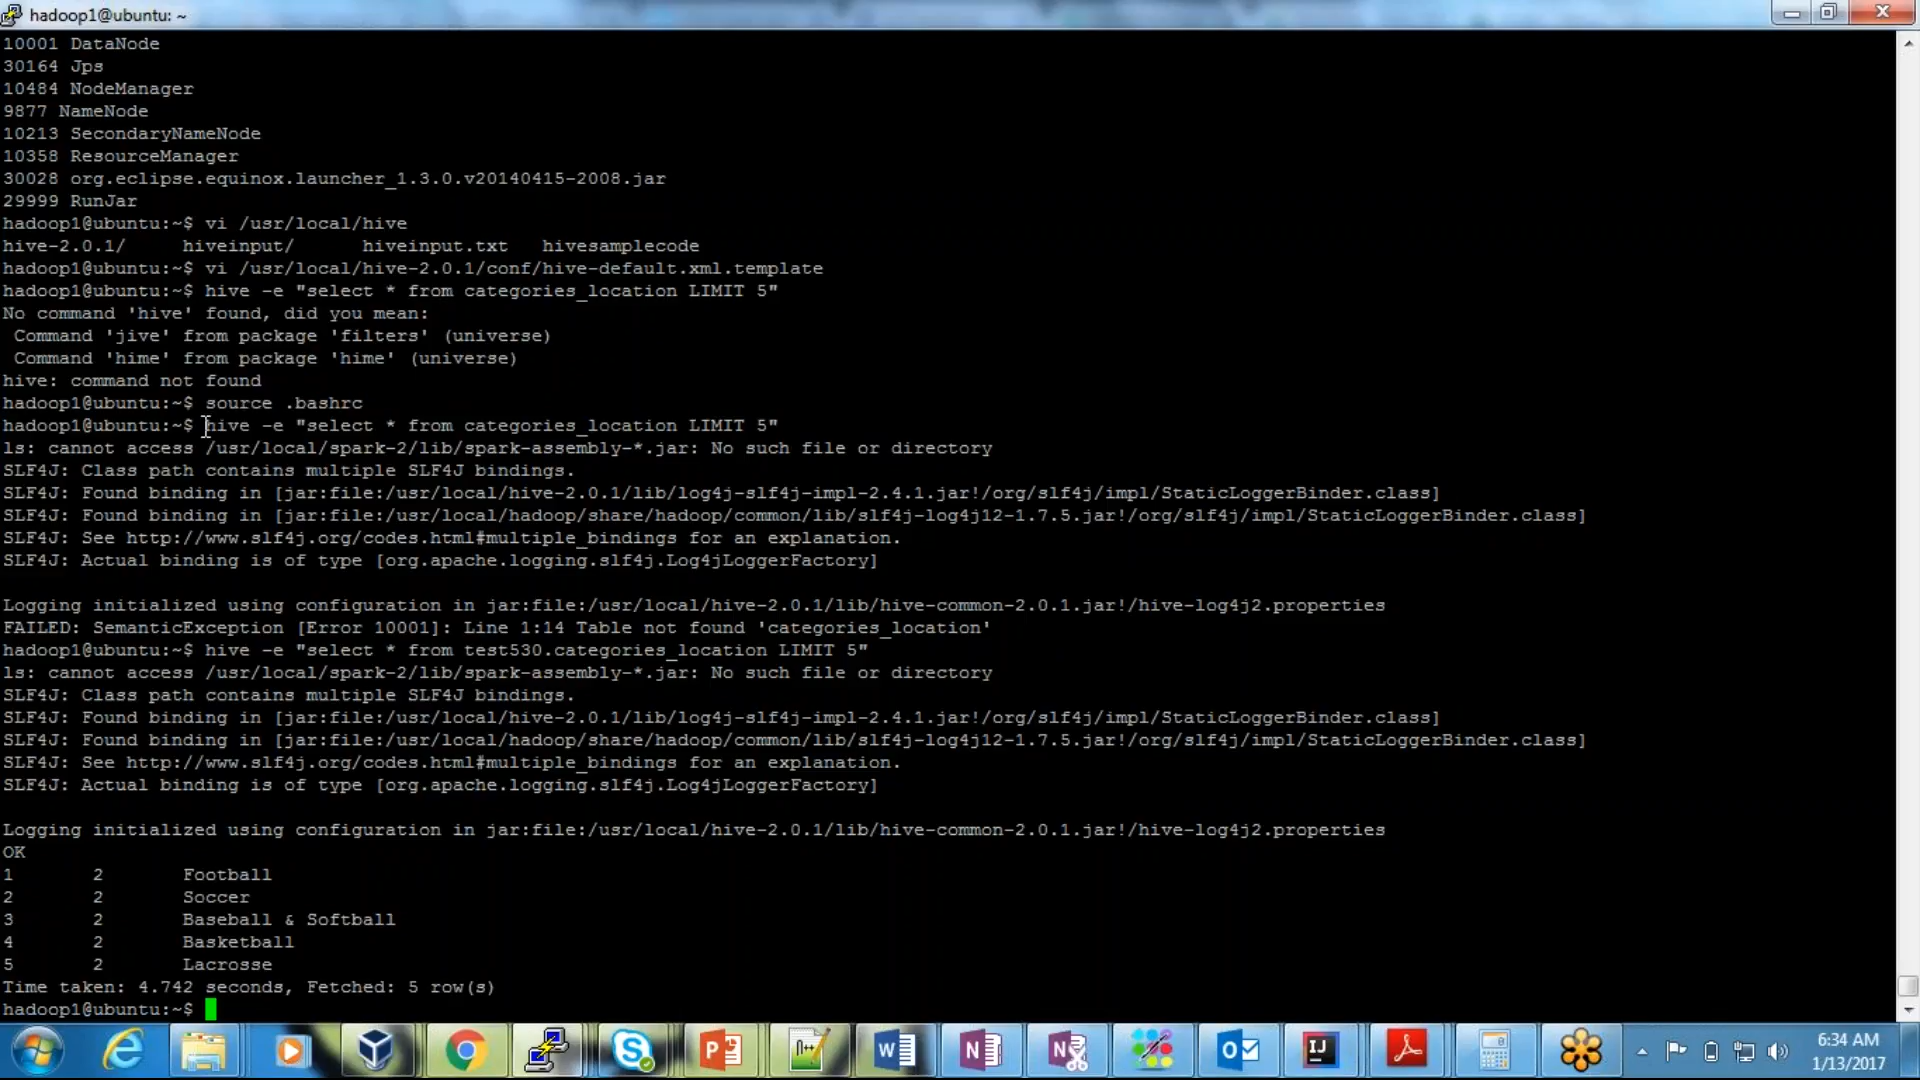 hadoop1@ubuntu: ~
10001 DataNode
30164 Jps
10484 NodeManager
9877 NameNode
10213 SecondaryNameNode
10358 ResourceManager
30028 org.eclipse.equinox.launcher_1.3.0.v20140415-2008.jar
29999 RunJar
hadoop1@ubuntu:~$ vi /usr/local/hive
hive-2.0.1/     hiveinput/      hiveinput.txt   hivesamplecode
hadoop1@ubuntu:~$ vi /usr/local/hive-2.0.1/conf/hive-default.xml.template
hadoop1@ubuntu:~$ hive -e "select * from categories_location LIMIT 5"
No command 'hive' found, did you mean:
 Command 'jive' from package 'filters' (universe)
 Command 'hime' from package 'hime' (universe)
hive: command not found
hadoop1@ubuntu:~$ source .bashrc
hadoop1@ubuntu:~$ hive -e "select * from categories_location LIMIT 5"
ls: cannot access /usr/local/spark-2/lib/spark-assembly-*.jar: No such file or directory
SLF4J: Class path contains multiple SLF4J bindings.
SLF4J: Found binding in [jar:file:/usr/local/hive-2.0.1/lib/log4j-slf4j-impl-2.4.1.jar!/org/slf4j/impl/StaticLoggerBinder.class]
SLF4J: Found binding in [jar:file:/usr/local/hadoop/share/hadoop/common/lib/slf4j-log4j12-1.7.5.jar!/org/slf4j/impl/StaticLoggerBinder.class]
SLF4J: See http://www.slf4j.org/codes.html#multiple_bindings for an explanation.
SLF4J: Actual binding is of type [org.apache.logging.slf4j.Log4jLoggerFactory]
Logging initialized using configuration in jar:file:/usr/local/hive-2.0.1/lib/hive-common-2.0.1.jar!/hive-log4j2.properties
FAILED: SemanticException [Error 10001]: Line 1:14 Table not found 'categories_location'
hadoop1@ubuntu:~$ hive -e "select * from test530.categories_location LIMIT 5"
ls: cannot access /usr/local/spark-2/lib/spark-assembly-*.jar: No such file or directory
SLF4J: Class path contains multiple SLF4J bindings.
SLF4J: Found binding in [jar:file:/usr/local/hive-2.0.1/lib/log4j-slf4j-impl-2.4.1.jar!/org/slf4j/impl/StaticLoggerBinder.class]
SLF4J: Found binding in [jar:file:/usr/local/hadoop/share/hadoop/common/lib/slf4j-log4j12-1.7.5.jar!/org/slf4j/impl/StaticLoggerBinder.class]
SLF4J: See http://www.slf4j.org/codes.html#multiple_bindings for an explanation.
SLF4J: Actual binding is of type [org.apache.logging.slf4j.Log4jLoggerFactory]
Logging initialized using configuration in jar:file:/usr/local/hive-2.0.1/lib/hive-common-2.0.1.jar!/hive-log4j2.properties
OK
1       2       Football
2       2       Soccer
3       2       Baseball & Softball
4       2       Basketball
5       2       Lacrosse
Time taken: 4.742 seconds, Fetched: 5 row(s)
hadoop1@ubuntu:~$
6:34 AM
1/13/2017